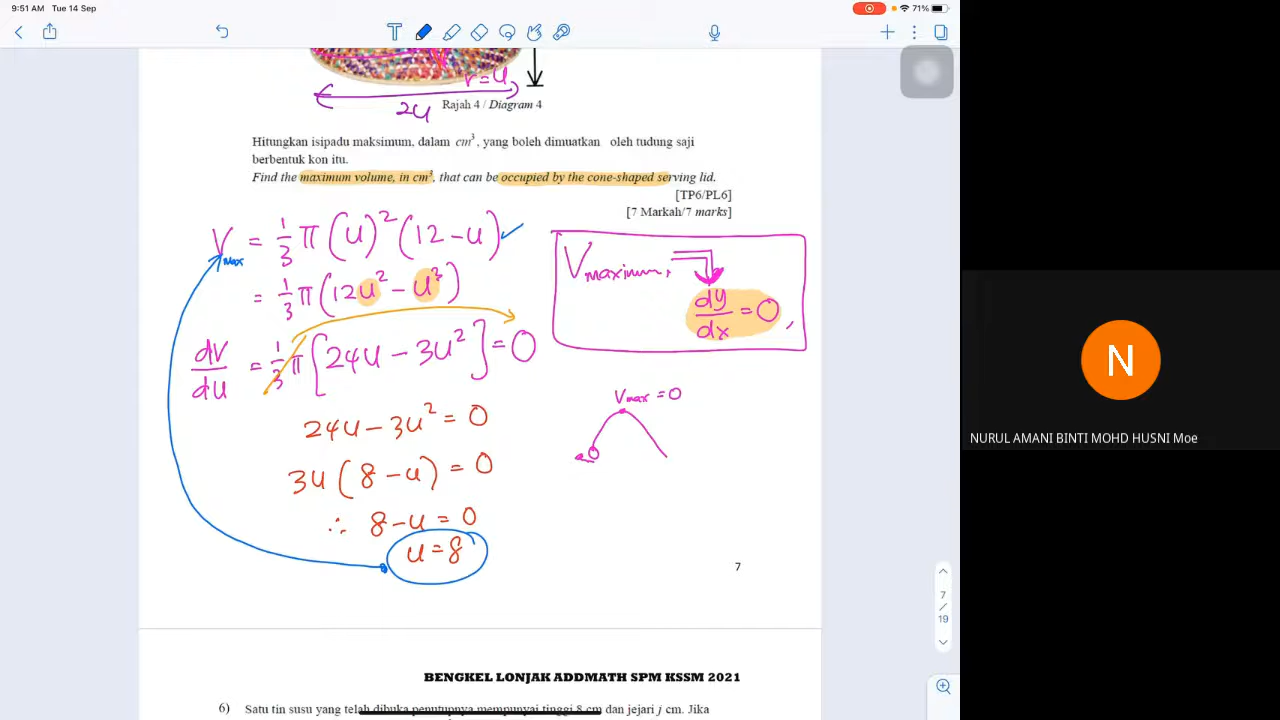 9:51 AM Tue 14 Sep
71%
r=u
2u
Rajah 4 / Diagram 4
Hitungkan isipadu maksimum, dalam cm³, yang boleh dimuatkan oleh tudung saji
berbentuk kon itu.
Find the maximum volume, in cm³, that can be occupied by the cone-shaped serving lid.
[TP6/PL6]
[7 Markah/7 marks]
V max = 1/3 π (u)² (12 - u)
= 1/3 π (12u² - u³)
dV/du = 1/3 π [24u - 3u²] = 0
24u - 3u² = 0
3u (8 - u) = 0
∴ 8 - u = 0
u = 8
V maximum,
dy/dx = 0,
V max = 0
7
7
/
19
BENGKEL LONJAK ADDMATH SPM KSSM 2021
6) Satu tin susu yang telah dibuka penutupnya mempunyai tinggi 8 cm dan jejari j cm. Jika
N
NURUL AMANI BINTI MOHD HUSNI Moe